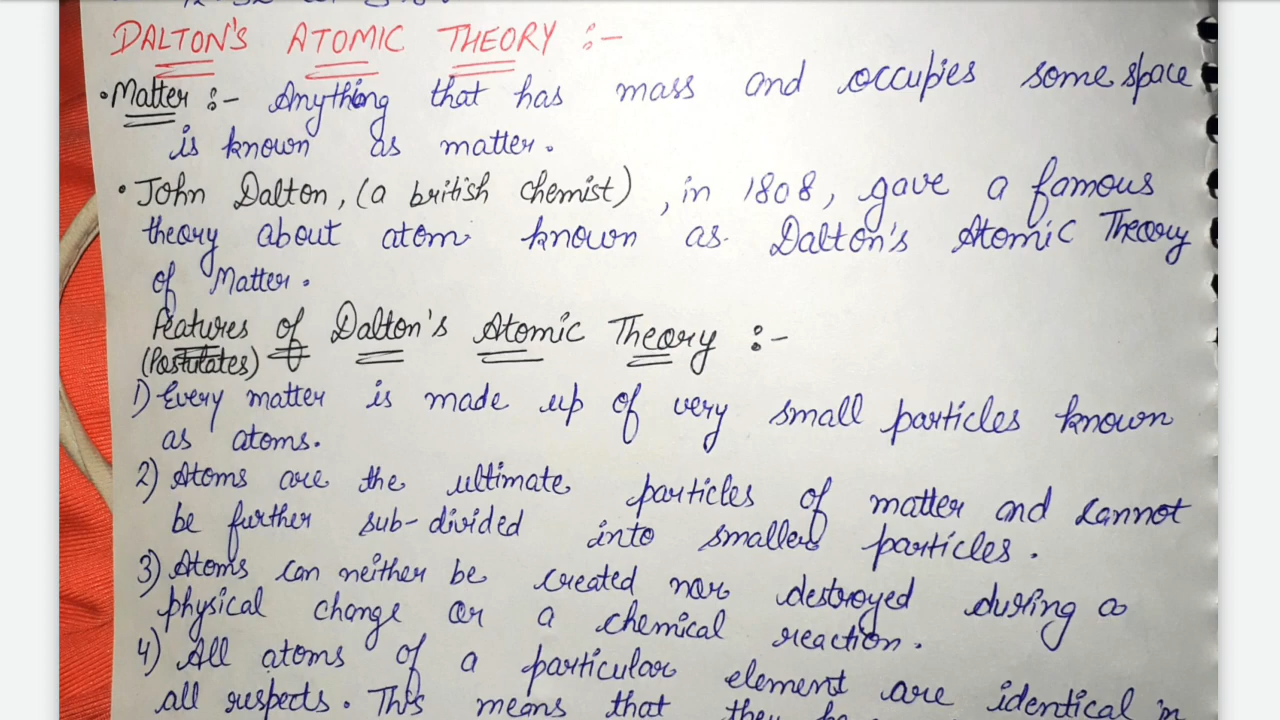 DALTON'S ATOMIC THEORY :-
• Matter :- Anything that has mass and occupies some space
is known as matter.
• John Dalton, (a british chemist), in 1808, gave a famous
theory about atom known as Dalton's Atomic Theory
of Matter.
Features of Dalton's Atomic Theory :-
(Postulates)
1) Every matter is made up of very small particles known
as atoms.
2) Atoms are the ultimate particles of matter and cannot
be further sub-divided into smaller particles.
3) Atoms can neither be created nor destroyed during a
physical change or a chemical reaction.
4) All atoms of a particular element are identical in
all respects. This means that they